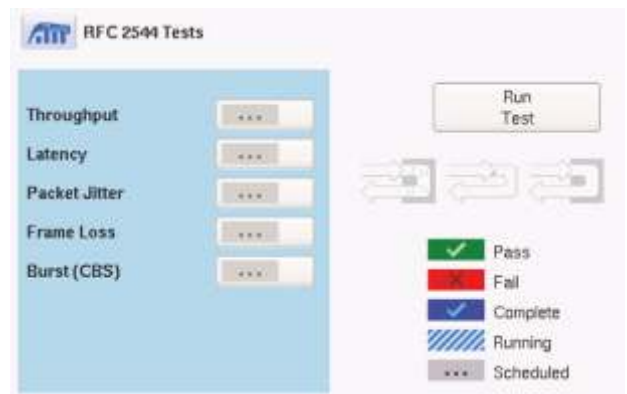 RFC 2544 Tests
Throughput
Latency
Packet Jitter
Frame Loss
Burst (CBS)
Run
Test
Pass
Fail
Complete
Running
Scheduled